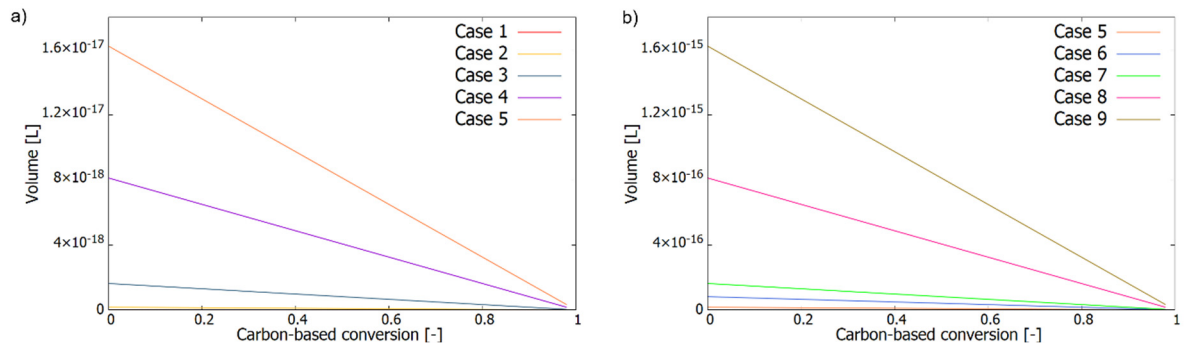 a)
Volume [L]
1.6×10-17
1.2×10-17
8×10-18
4×10-18
0
0 0.2 0.4 0.6 0.8 1
Carbon-based conversion [-]
Case 1
Case 2
Case 3
Case 4
Case 5
b)
Volume [L]
1.6×10-15
1.2×10-15
8×10-16
4×10-16
0
0 0.2 0.4 0.6 0.8 1
Carbon-based conversion [-]
Case 5
Case 6
Case 7
Case 8
Case 9